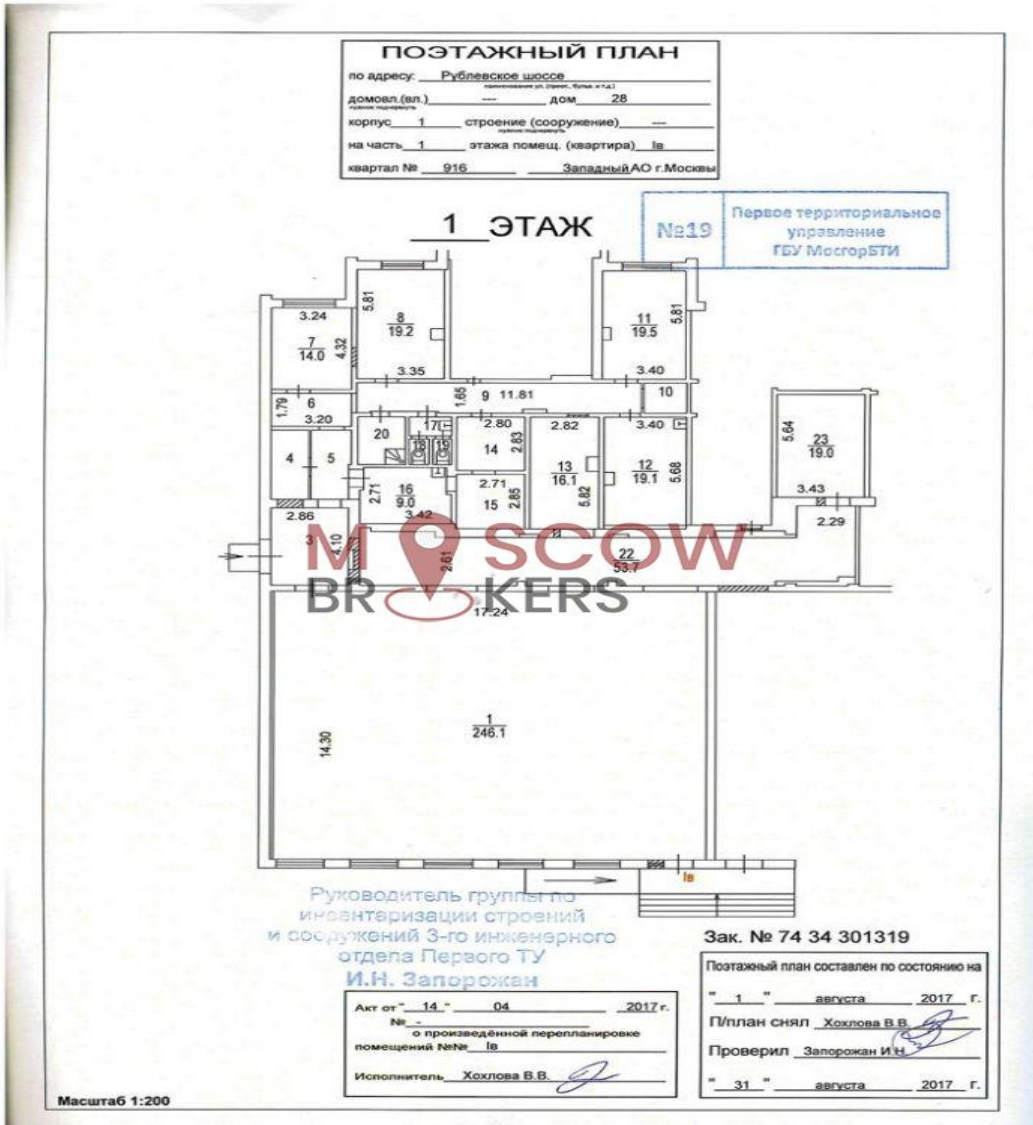 ПОЭТАЖНЫЙ ПЛАН
по адресу: Рублевское шоссе
наименование ул. (просп., бульв. и т.д.)
домовл.(вл.) --- дом 28
нужное подчеркнуть
корпус 1 строение (сооружение) ---
нужное подчеркнуть
на часть 1 этажа помещ. (квартира) Iв
квартал № 916 Западный АО г.Москвы
1 ЭТАЖ
№19
Первое территориальное
управление
ГБУ МосгорБТИ
3.24
5.81
8
19.2
11
19.5
5.81
7
14.0
4.32
3.35
3.40
1.79
6
3.20
1.65
9
11.81
10
20
17
2.80
2.82
3.40
4
5
14
2.83
13
16.1
12
19.1
5.68
5.64
23
19.0
2.71
16
9.0
3.42
2.71
15
2.85
5.82
3.43
2.86
3
4.10
2.29
2.61
22
53.7
MOSCOW
BROKERS
17.24
1
246.1
14.30
Iв
Руководитель группы по
инвентаризации строений
и сооружений 3-го инженерного
отдела Первого ТУ
И.Н. Запорожан
Зак. № 74 34 301319
Акт от " 14 " 04 2017 г.
№ -
о произведённой перепланировке
помещений №№ Iв
Исполнитель Хохлова В.В.
Поэтажный план составлен по состоянию на
" 1 " августа 2017 г.
П/план снял Хохлова В.В.
Проверил Запорожан И.Н.
" 31 " августа 2017 г.
Масштаб 1:200